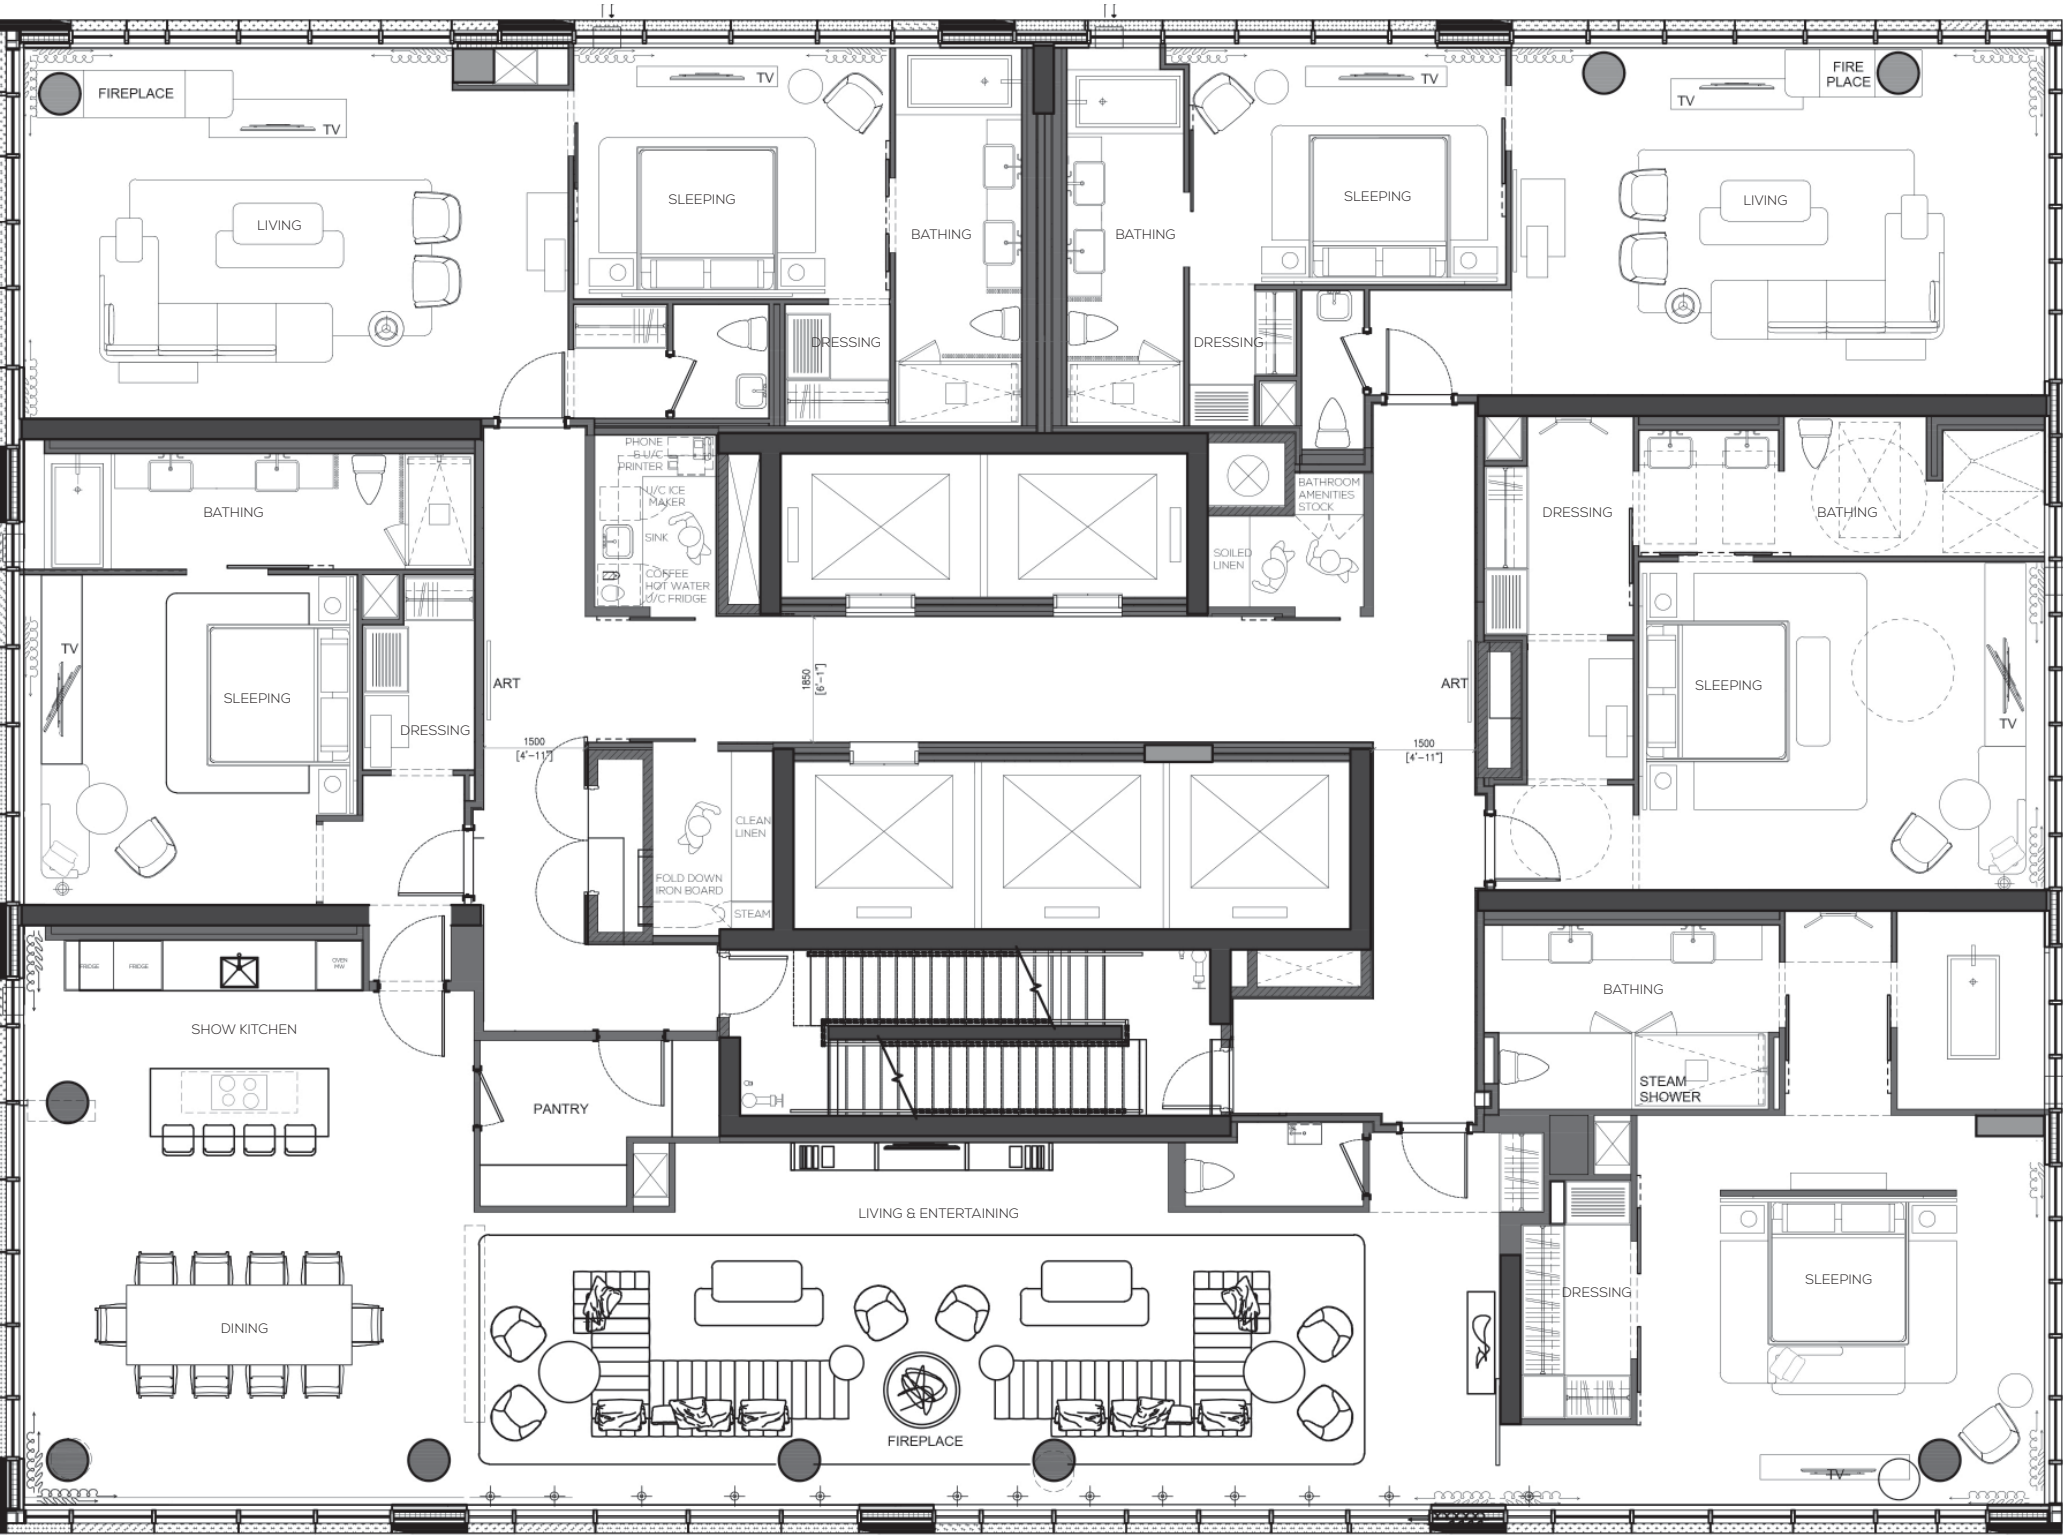 FIREPLACE
TV
LIVING
TV
SLEEPING
BATHING
DRESSING
BATHING
TV
SLEEPING
DRESSING
TV
FIRE
PLACE
LIVING
BATHING
TV
SLEEPING
DRESSING
PHONE
& U/C
PRINTER
U/C ICE
MAKER
SINK
COFFEE
HOT WATER
U/C FRIDGE
BATHROOM
AMENITIES
STOCK
SOILED
LINEN
DRESSING
BATHING
SLEEPING
TV
ART
1500
[4'-11"]
1850
[6'-1"]
ART
1500
[4'-11"]
CLEAN
LINEN
FOLD DOWN
IRON BOARD
STEAM
FRIDGE
FRIDGE
OVEN
MW
SHOW KITCHEN
PANTRY
DINING
LIVING & ENTERTAINING
FIREPLACE
BATHING
STEAM
SHOWER
DRESSING
SLEEPING
TV